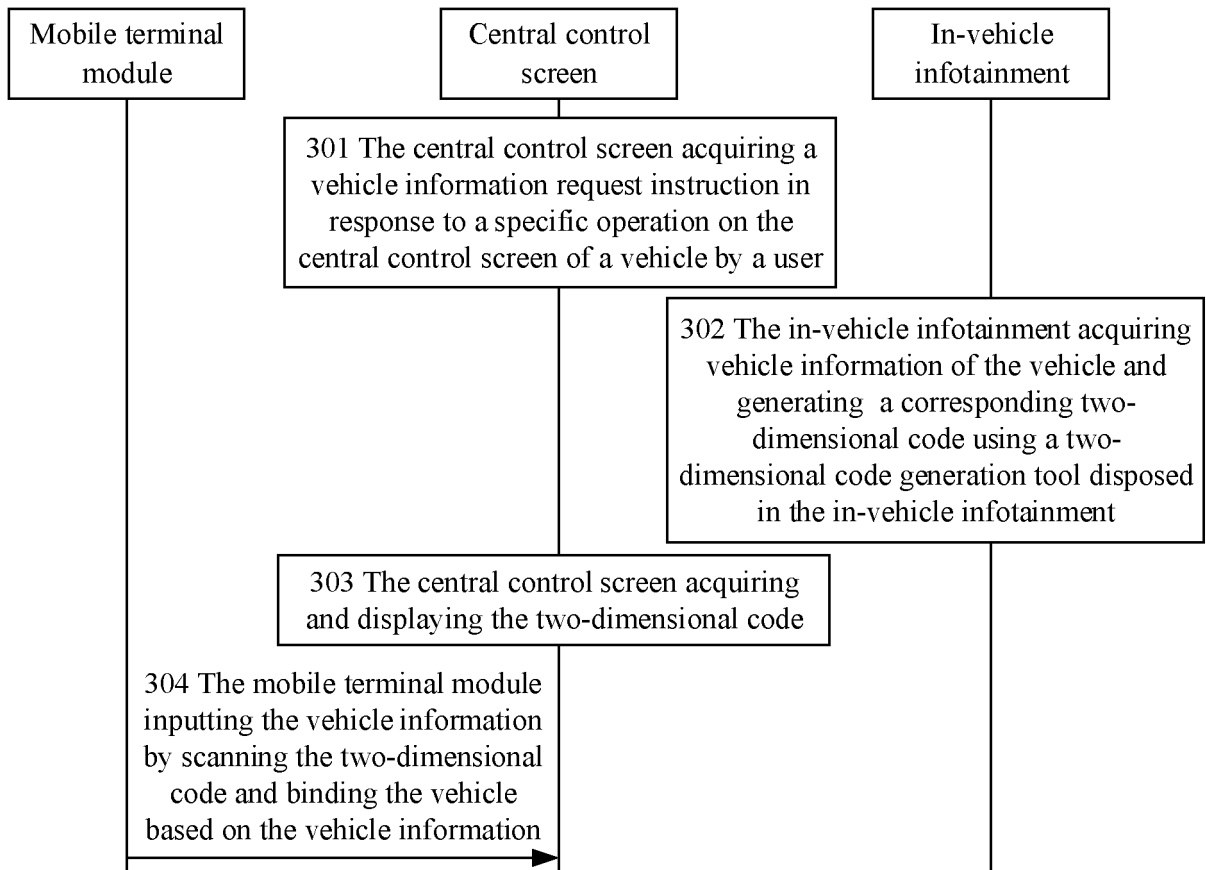 Mobile terminal
module
Central control
screen
In-vehicle
infotainment
301 The central control screen acquiring a
vehicle information request instruction in
response to a specific operation on the
central control screen of a vehicle by a user
302 The in-vehicle infotainment acquiring
vehicle information of the vehicle and
generating a corresponding two-
dimensional code using a two-
dimensional code generation tool disposed
in the in-vehicle infotainment
303 The central control screen acquiring
and displaying the two-dimensional code
304 The mobile terminal module
inputting the vehicle information
by scanning the two-dimensional
code and binding the vehicle
based on the vehicle information